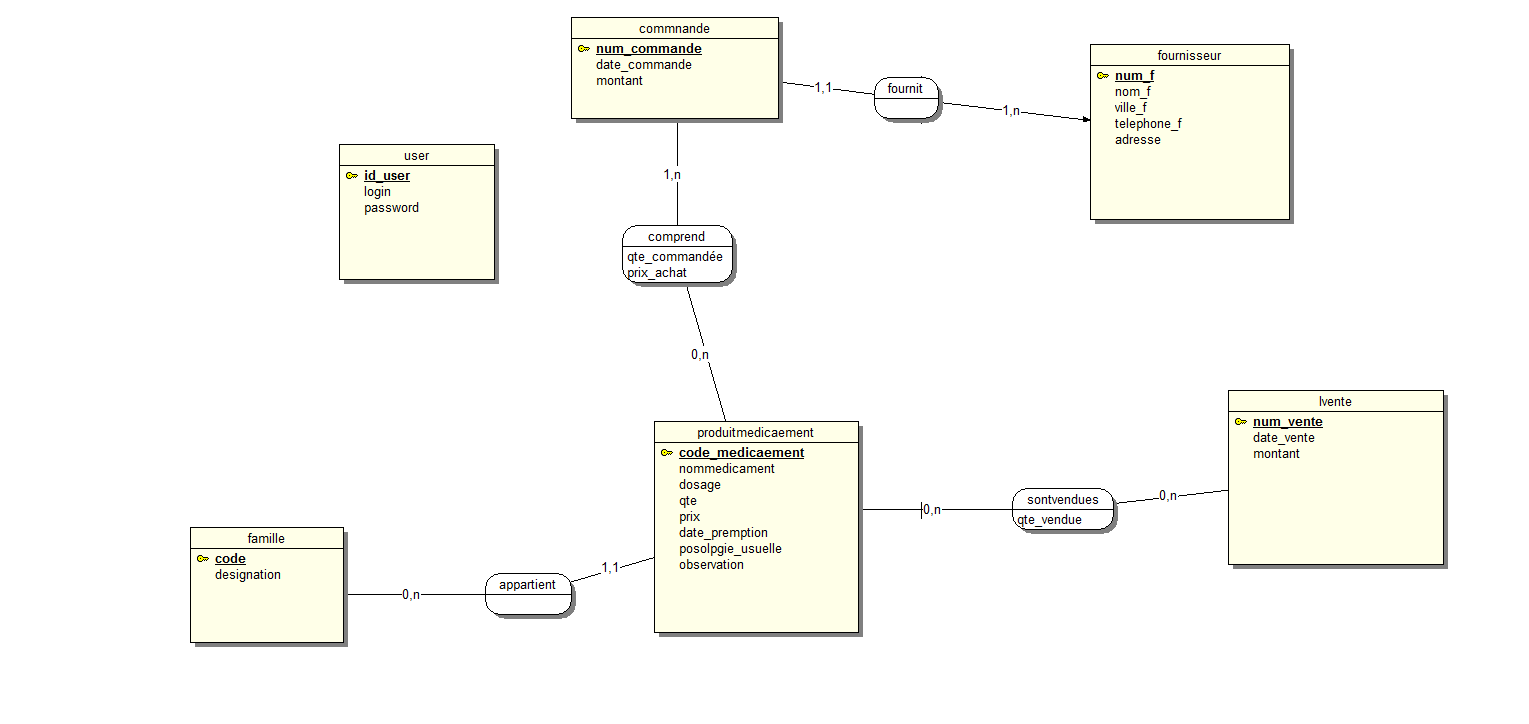 commnande
num_commande
date_commande
montant
fournisseur
num_f
nom_f
ville_f
telephone_f
adresse
1,1
fournit
1,n
user
id_user
login
password
1,n
comprend
qte_commandée
prix_achat
0,n
produitmedicaement
code_medicaement
nommedicament
dosage
qte
prix
date_premption
posolpgie_usuelle
observation
lvente
num_vente
date_vente
montant
0,n
sontvendues
qte_vendue
0,n
famille
code
designation
0,n
appartient
1,1